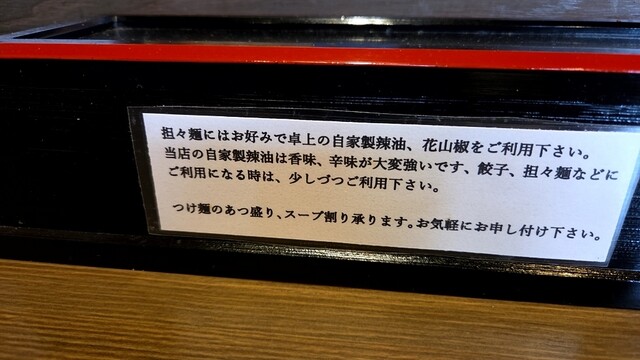 担々麺にはお好みで卓上の自家製辣油、花山椒をご利用下さい。
当店の自家製辣油は香味、辛味が大変強いです、餃子、担々麺などに
ご利用になる時は、少しづつご利用下さい。
つけ麺のあつ盛り、スープ割り承ります。お気軽にお申し付け下さい。